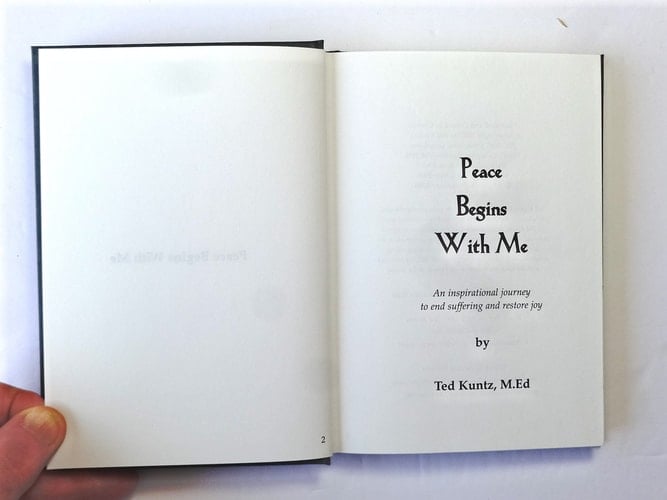 2
Peace
Begins
With Me
An inspirational journey
to end suffering and restore joy
by
Ted Kuntz, M.Ed